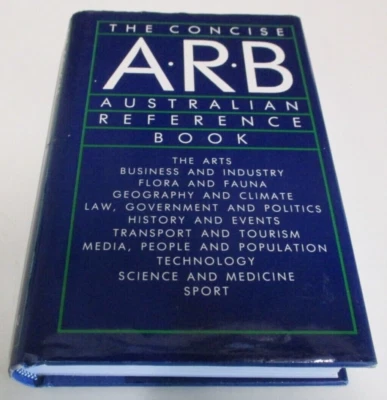 THE CONCISE
A·R·B
AUSTRALIAN
REFERENCE
BOOK
THE ARTS
BUSINESS AND INDUSTRY
FLORA AND FAUNA
GEOGRAPHY AND CLIMATE
LAW, GOVERNMENT AND POLITICS
HISTORY AND EVENTS
TRANSPORT AND TOURISM
MEDIA, PEOPLE AND POPULATION
TECHNOLOGY
SCIENCE AND MEDICINE
SPORT